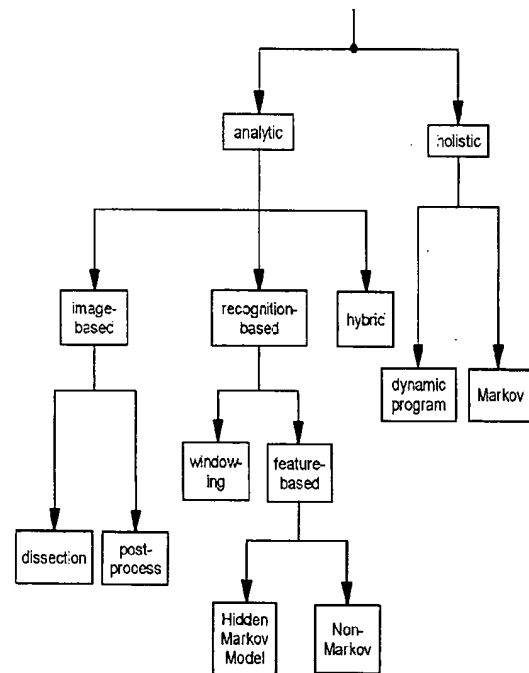 analytic
holistic
image-
based
recognition-
based
hybrid
dynamic
program
Markov
window-
ing
feature-
based
dissection
post-
process
Hidden
Markov
Model
Non-
Markov